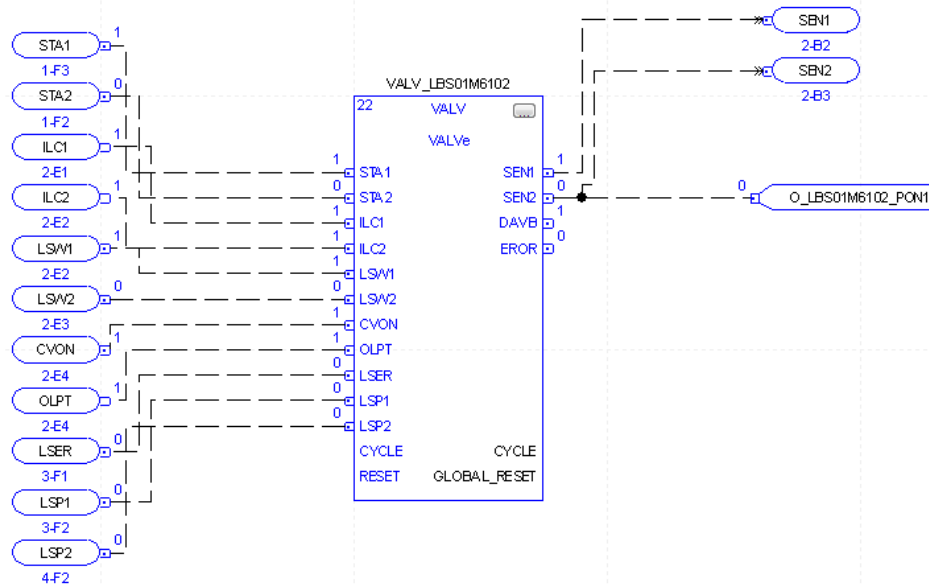 STA1 1
1-F3
STA2 0
1-F2
ILC1 1
2-E1
ILC2 1
2-E2
LSW1 1
2-E2
LSW2 0
2-E3
CVON 1
2-E4
OLPT 1
2-E4
LSER 0
3-F1
LSP1 0
3-F2
LSP2 0
4-F2
VALV_LBS01M6102
22 VALV ...
VALVe
1 STA1 SEN1 1
0 STA2 SEN2 0
1 ILC1 DAVB 1
1 ILC2 EROR 0
1 LSW1
0 LSW2
1 CVON
1 OLPT
0 LSER
0 LSP1
0 LSP2
CYCLE CYCLE
RESET GLOBAL_RESET
SEN1
2-B2
SEN2
2-B3
0 O_LBS01M6102_PON1